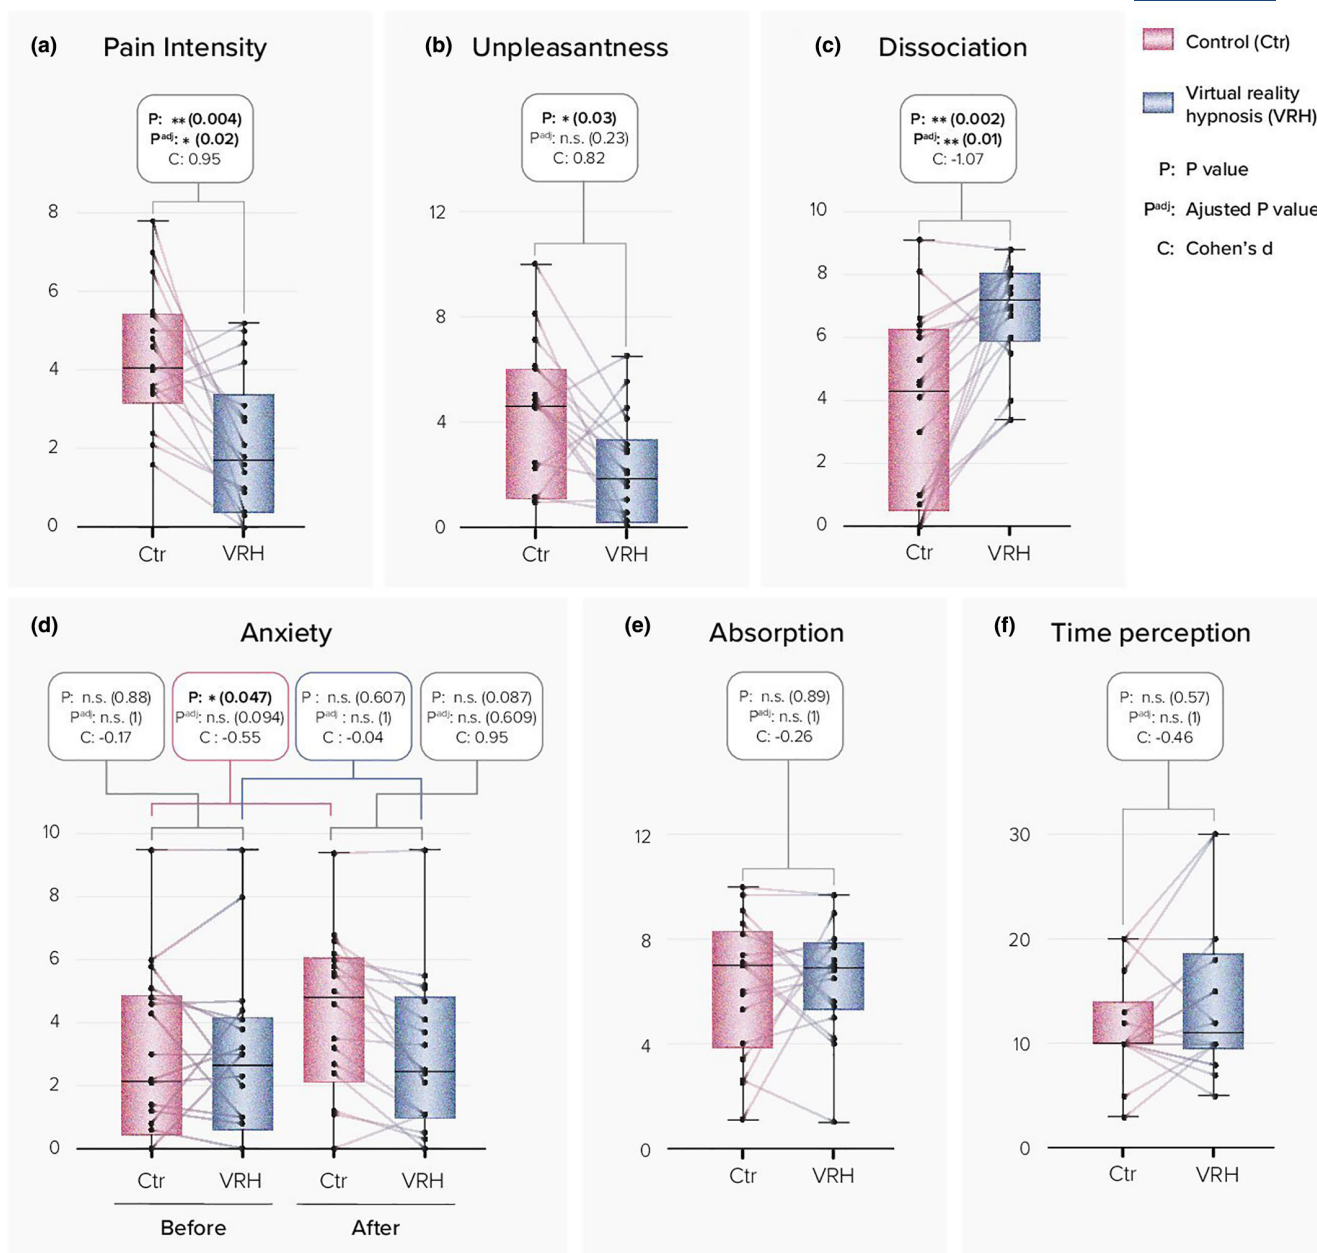 (a) Pain Intensity
P: ** (0.004)
Padj: * (0.02)
C: 0.95
8
6
4
2
0
Ctr VRH
(b) Unpleasantness
P: * (0.03)
Padj: n.s. (0.23)
C: 0.82
12
8
4
0
Ctr VRH
(c) Dissociation
P: ** (0.002)
Padj: ** (0.01)
C: -1.07
10
8
6
4
2
0
Ctr VRH
Control (Ctr)
Virtual reality
hypnosis (VRH)
P: P value
Padj: Ajusted P value
C: Cohen's d
(d) Anxiety
P: n.s. (0.88)
Padj: n.s. (1)
C: -0.17
P: * (0.047)
Padj: n.s. (0.094)
C : -0.55
P : n.s. (0.607)
Padj : n.s. (1)
C : -0.04
P: n.s. (0.087)
Padj: n.s. (0.609)
C: 0.95
10
8
6
4
2
0
Ctr VRH Ctr VRH
Before After
(e) Absorption
P: n.s. (0.89)
Padj: n.s. (1)
C: -0.26
12
8
4
0
Ctr VRH
(f) Time perception
P: n.s. (0.57)
Padj: n.s. (1)
C: -0.46
30
20
10
0
Ctr VRH